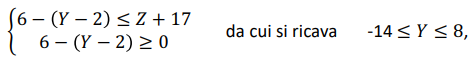 6 − (Y − 2) ≤ Z + 17
6 − (Y − 2) ≥ 0 da cui si ricava -14 ≤ Y ≤ 8,